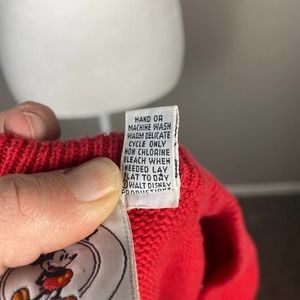 HAND OR
MACHINE WASH
WARM DELICATE
CYCLE ONLY
NON CHLORINE
BLEACH WHEN
NEEDED LAY
FLAT TO DAY
© WALT DISNEY
PRODUCTIONS